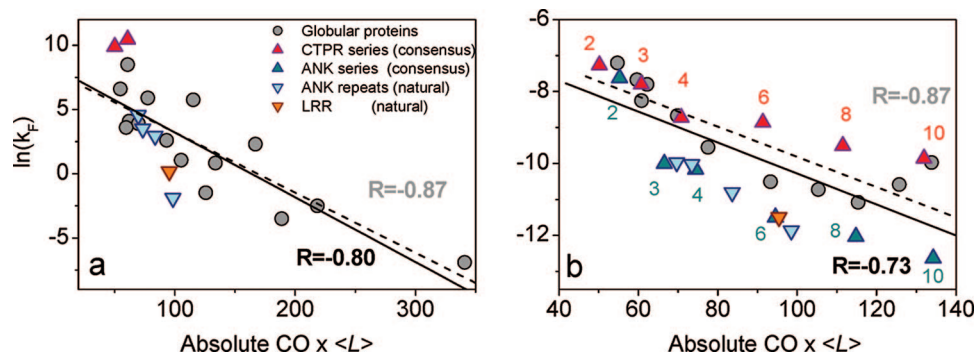 10
5
0
-5
ln(kF)
Globular proteins
CTPR series (consensus)
ANK series (consensus)
ANK repeats (natural)
LRR (natural)
R=-0.87
R=-0.80
a
100
200
300
Absolute CO x <L>
-6
-8
-10
-12
2
3
4
6
8
10
R=-0.87
2
3
4
6
8
10
R=-0.73
b
40
60
80
100
120
140
Absolute CO x <L>